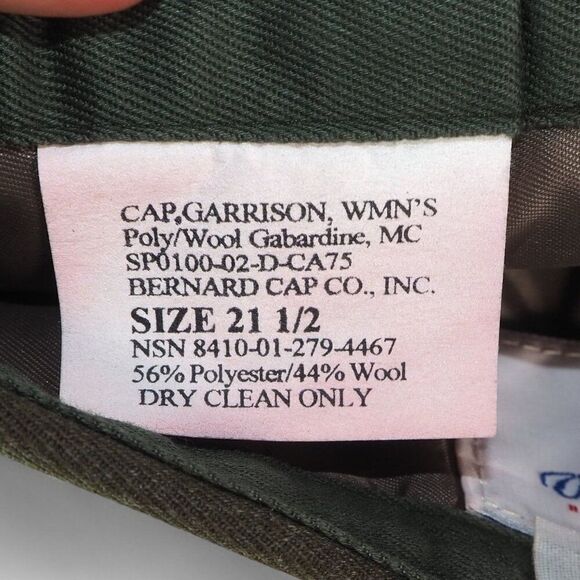 CAP,GARRISON, WMN'S
Poly/Wool Gabardine, MC
SP0100-02-D-CA75
BERNARD CAP CO., INC.
SIZE 21 1/2
NSN 8410-01-279-4467
56% Polyester/44% Wool
DRY CLEAN ONLY